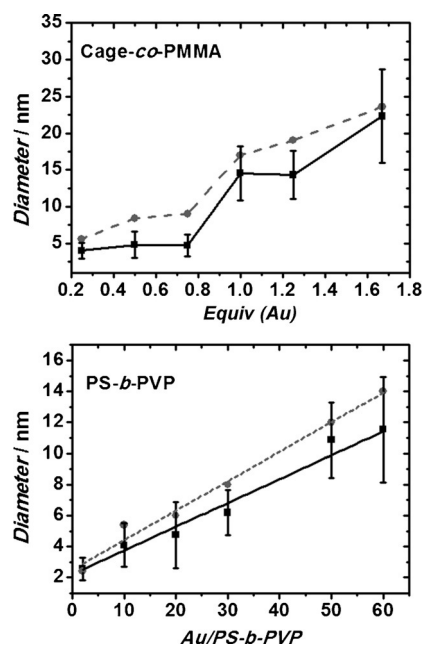 Cage-co-PMMA
Diameter / nm
35
30
25
20
15
10
5
0
0.2 0.4 0.6 0.8 1.0 1.2 1.4 1.6 1.8
Equiv (Au)
PS-b-PVP
Diameter / nm
16
14
12
10
8
6
4
2
0 10 20 30 40 50 60
Au/PS-b-PVP